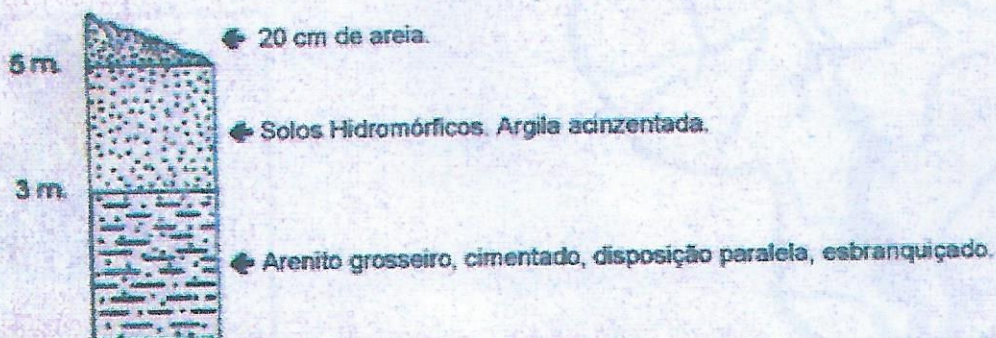 20 cm de areia.
5 m.
Solos Hidromórficos. Argila acinzentada.
3 m.
Arenito grosseiro, cimentado, disposição paralela, esbranquiçado.